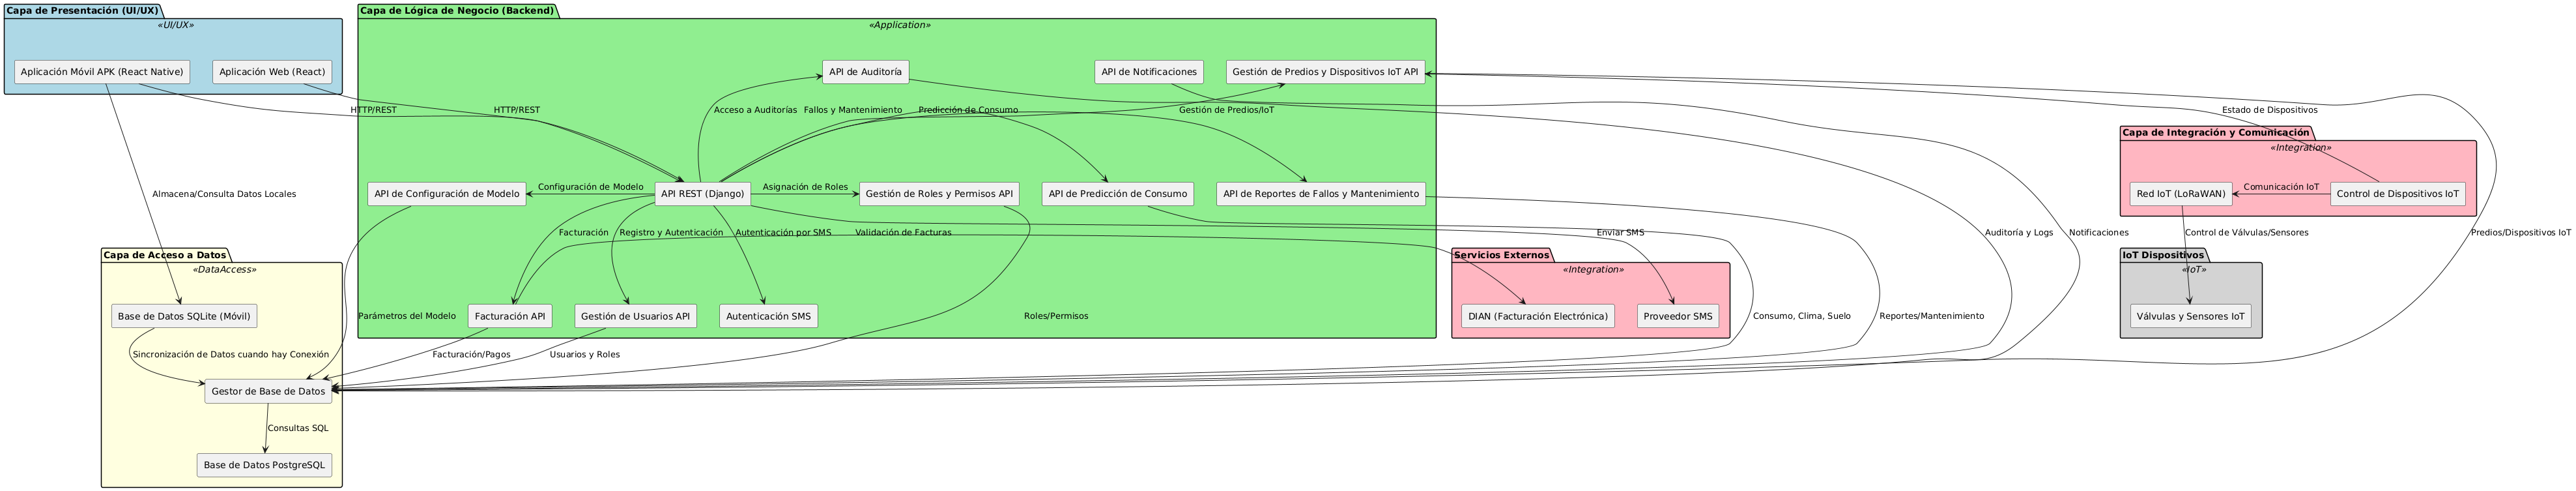 Capa de Presentación (UI/UX)
«UI/UX»
Aplicación Móvil APK (React Native)
Aplicación Web (React)
Capa de Lógica de Negocio (Backend)
«Application»
API de Auditoría
API de Notificaciones
Gestión de Predios y Dispositivos IoT API
HTTP/REST
HTTP/REST
Acceso a Auditorías
Fallos y Mantenimiento
Predicción de Consumo
Gestión de Predios/IoT
Estado de Dispositivos
Capa de Integración y Comunicación
«Integration»
Red IoT (LoRaWAN)
Comunicación IoT
Control de Dispositivos IoT
API de Configuración de Modelo
Configuración de Modelo
API REST (Django)
Asignación de Roles
Gestión de Roles y Permisos API
API de Predicción de Consumo
API de Reportes de Fallos y Mantenimiento
Almacena/Consulta Datos Locales
Facturación
Registro y Autenticación
Autenticación por SMS
Validación de Facturas
Enviar SMS
Auditoría y Logs
Notificaciones
Control de Válvulas/Sensores
Predios/Dispositivos IoT
Capa de Acceso a Datos
«DataAccess»
Base de Datos SQLite (Móvil)
Parámetros del Modelo
Facturación API
Gestión de Usuarios API
Autenticación SMS
Roles/Permisos
Servicios Externos
«Integration»
DIAN (Facturación Electrónica)
Proveedor SMS
Consumo, Clima, Suelo
Reportes/Mantenimiento
IoT Dispositivos
«IoT»
Válvulas y Sensores IoT
Sincronización de Datos cuando hay Conexión
Facturación/Pagos
Usuarios y Roles
Gestor de Base de Datos
Consultas SQL
Base de Datos PostgreSQL